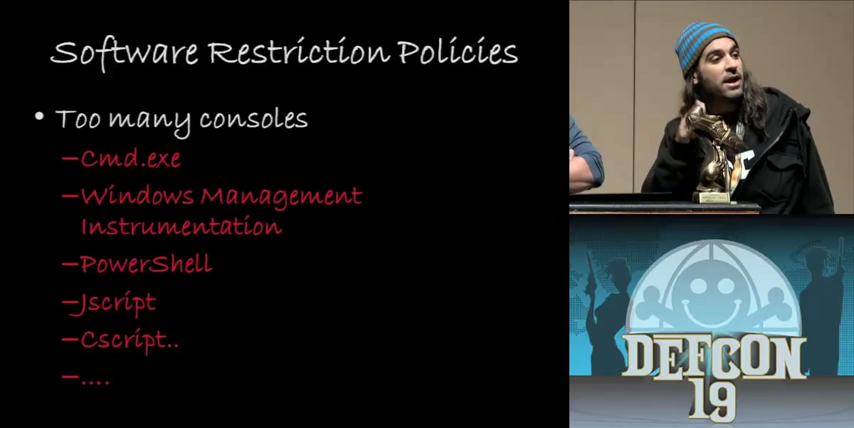 Software Restriction Policies
• Too many consoles
–Cmd.exe
–Windows Management
Instrumentation
–PowerShell
–Jscript
–Cscript..
–....
DEFCON
19